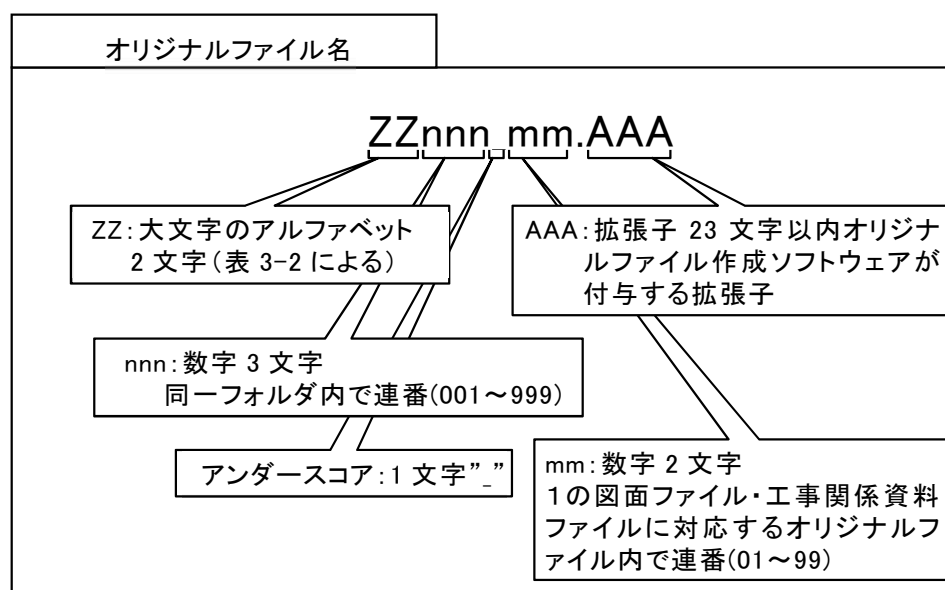 オリジナルファイル名
ZZnnn_mm.AAA
ZZ:大文字のアルファベット
2文字(表 3-2 による)
AAA:拡張子 23 文字以内オリジナ
ルファイル作成ソフトウェアが
付与する拡張子
nnn:数字 3 文字
同一フォルダ内で連番(001～999)
アンダースコア:1 文字”_”
mm:数字 2 文字
1の図面ファイル・工事関係資料
ファイルに対応するオリジナルフ
ァイル内で連番(01～99)